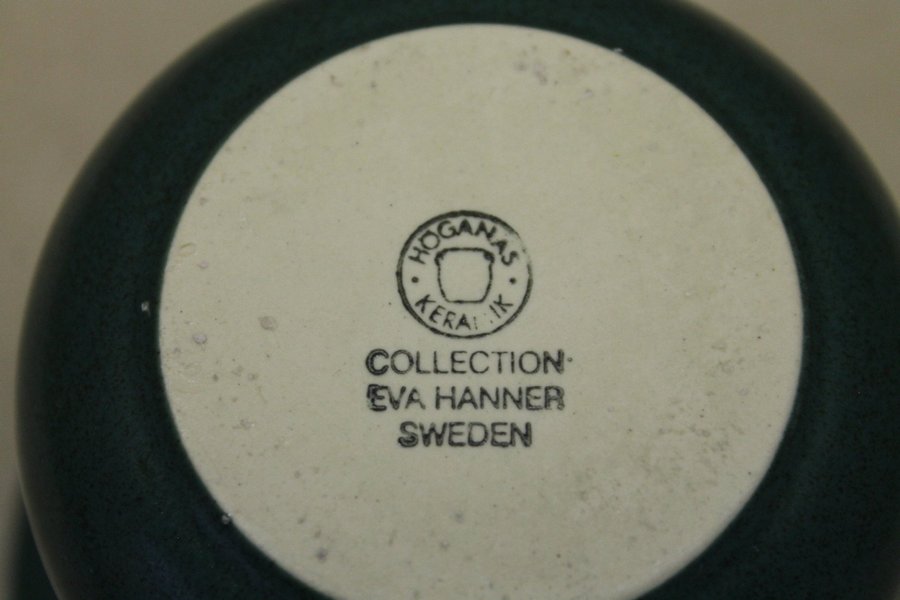 HÖGANÄS
KERAMIK
COLLECTION
EVA HANNER
SWEDEN